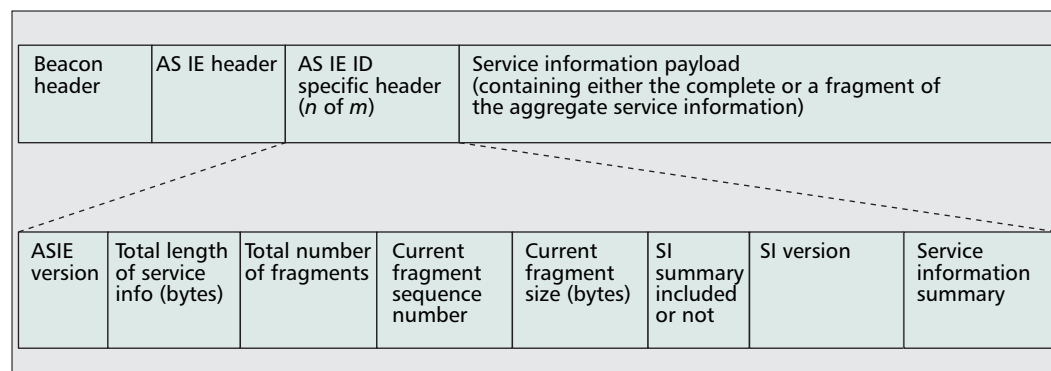 Beacon
header
AS IE header
AS IE ID
specific header
(n of m)
Service information payload
(containing either the complete or a fragment of
the aggregate service information)
ASIE
version
Total length
of service
info (bytes)
Total number
of fragments
Current
fragment
sequence
number
Current
fragment
size (bytes)
SI
summary
included
or not
SI version
Service
information
summary